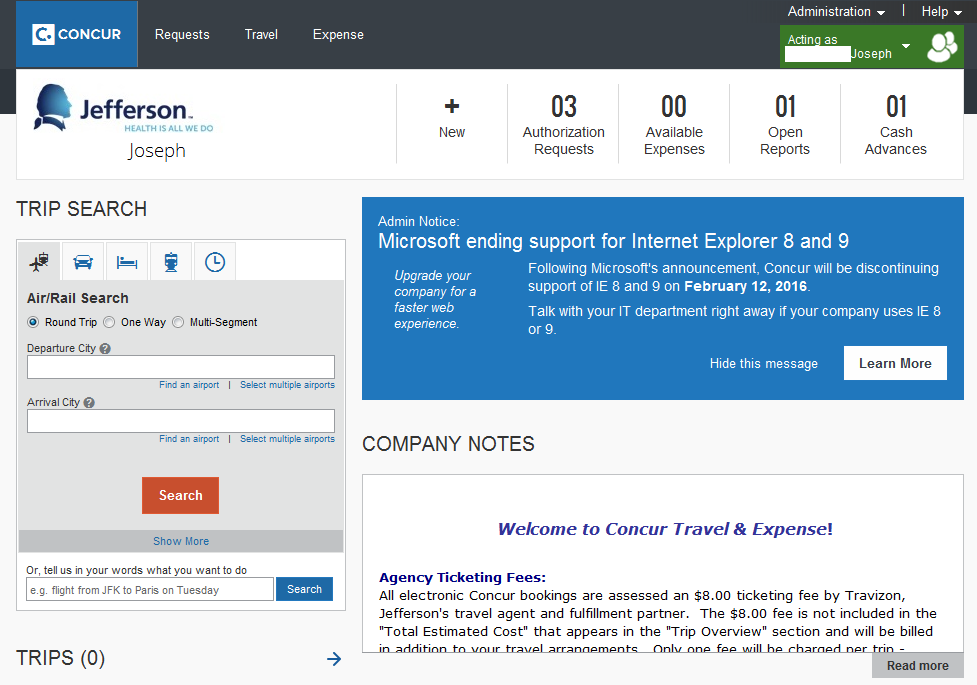 Administration
Help
C. CONCUR
Requests
Travel
Expense
Acting as
Joseph
Jefferson™
HEALTH IS ALL WE DO
Joseph
+
New
03
Authorization
Requests
00
Available
Expenses
01
Open
Reports
01
Cash
Advances
TRIP SEARCH
Air/Rail Search
Round Trip One Way Multi-Segment
Departure City ?
Find an airport | Select multiple airports
Arrival City ?
Find an airport | Select multiple airports
Search
Show More
Or, tell us in your words what you want to do
e.g. flight from JFK to Paris on Tuesday
Search
TRIPS (0)
Admin Notice:
Microsoft ending support for Internet Explorer 8 and 9
Upgrade your
company for a
faster web
experience.
Following Microsoft's announcement, Concur will be discontinuing
support of IE 8 and 9 on February 12, 2016.
Talk with your IT department right away if your company uses IE 8
or 9.
Hide this message
Learn More
COMPANY NOTES
Welcome to Concur Travel & Expense!
Agency Ticketing Fees:
All electronic Concur bookings are assessed an $8.00 ticketing fee by Travizon,
Jefferson's travel agent and fulfillment partner. The $8.00 fee is not included in the
"Total Estimated Cost" that appears in the "Trip Overview" section and will be billed
in addition to your travel arrangements. Only one fee will be charged per trip -
Read more